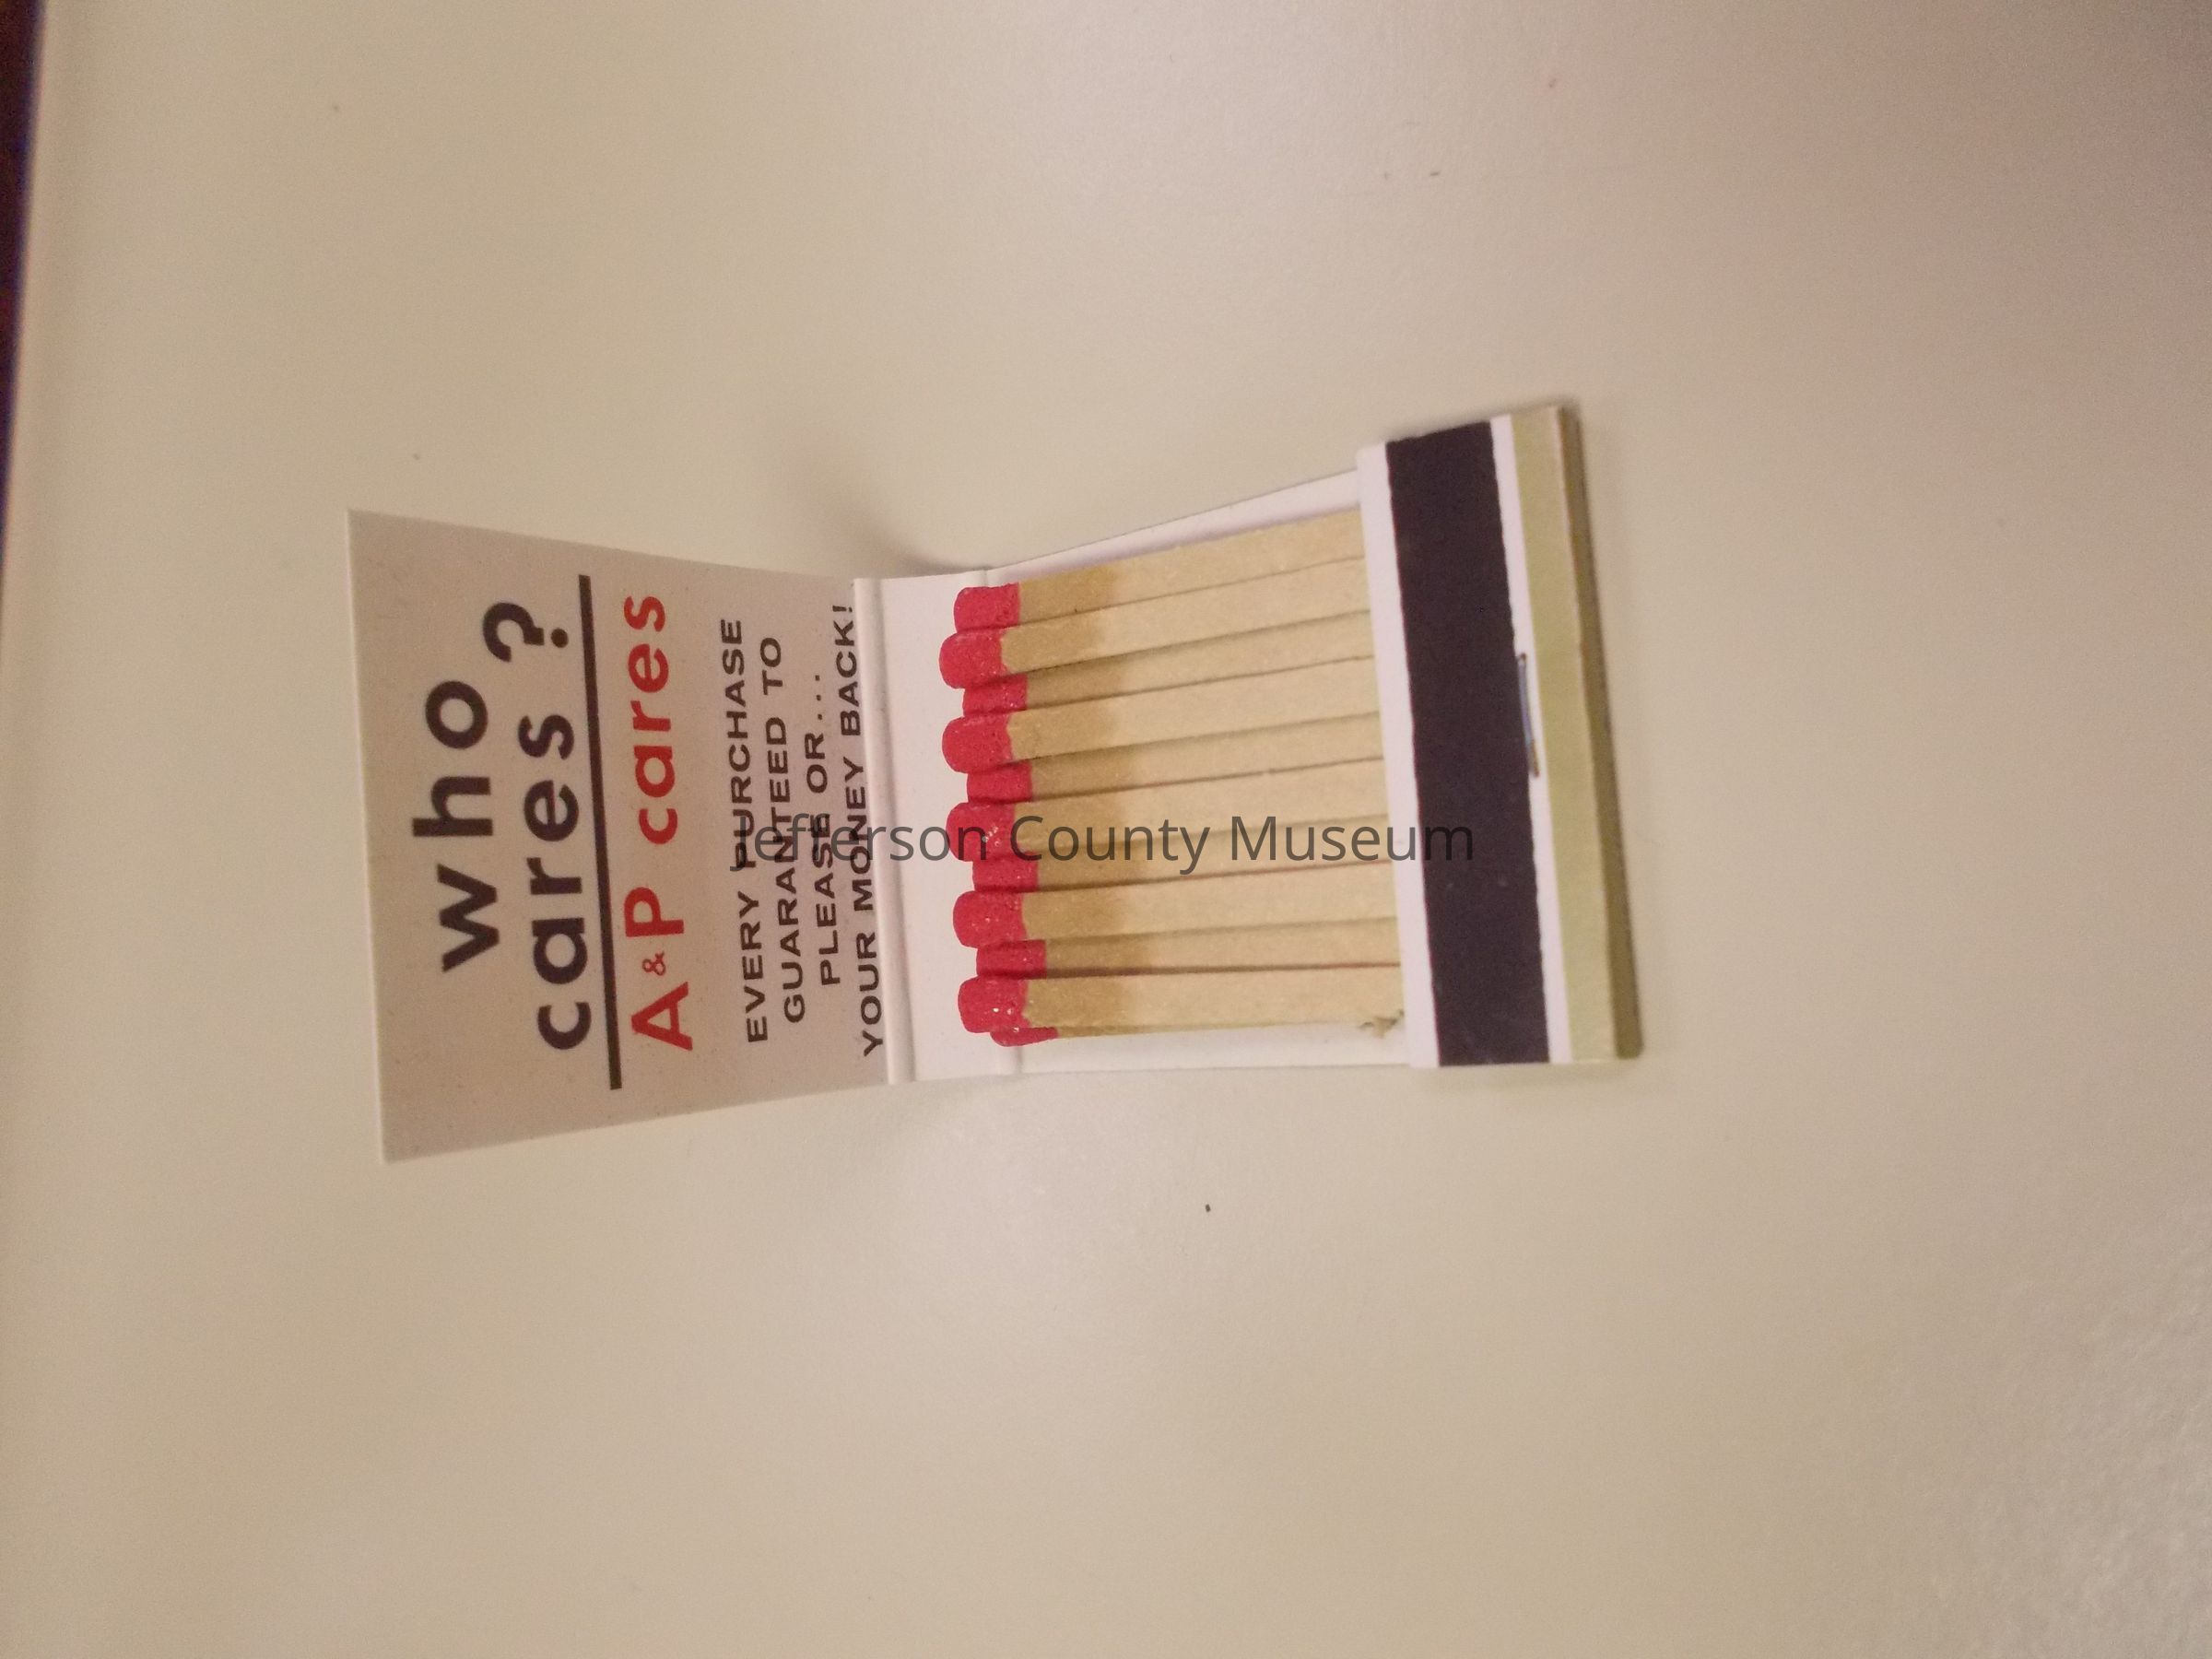 who
cares?
A&P cares
EVERY PURCHASE
GUARANTEED TO
PLEASE OR...
YOUR MONEY BACK!
Jefferson County Museum